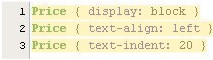 1 Price { display: block }
2 Price { text-align: left }
3 Price { text-indent: 20 }